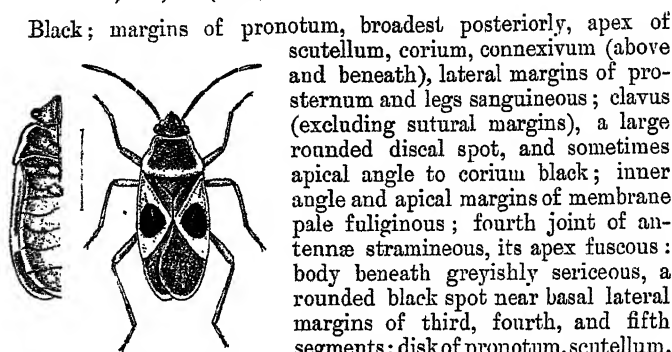 Black; margins of pronotum, broadest posteriorly, apex of
scutellum, corium, connexivum (above
and beneath), lateral margins of pro-
sternum and legs sanguineous; clavus
(excluding sutural margins), a large
rounded discal spot, and sometimes
apical angle to corium black; inner
angle and apical margins of membrane
pale fuliginous; fourth joint of an-
tennæ stramineous, its apex fuscous:
body beneath greyishly sericeous, a
rounded black spot near basal lateral
margins of third, fourth, and fifth
segments; disk of pronotum, scutellum,